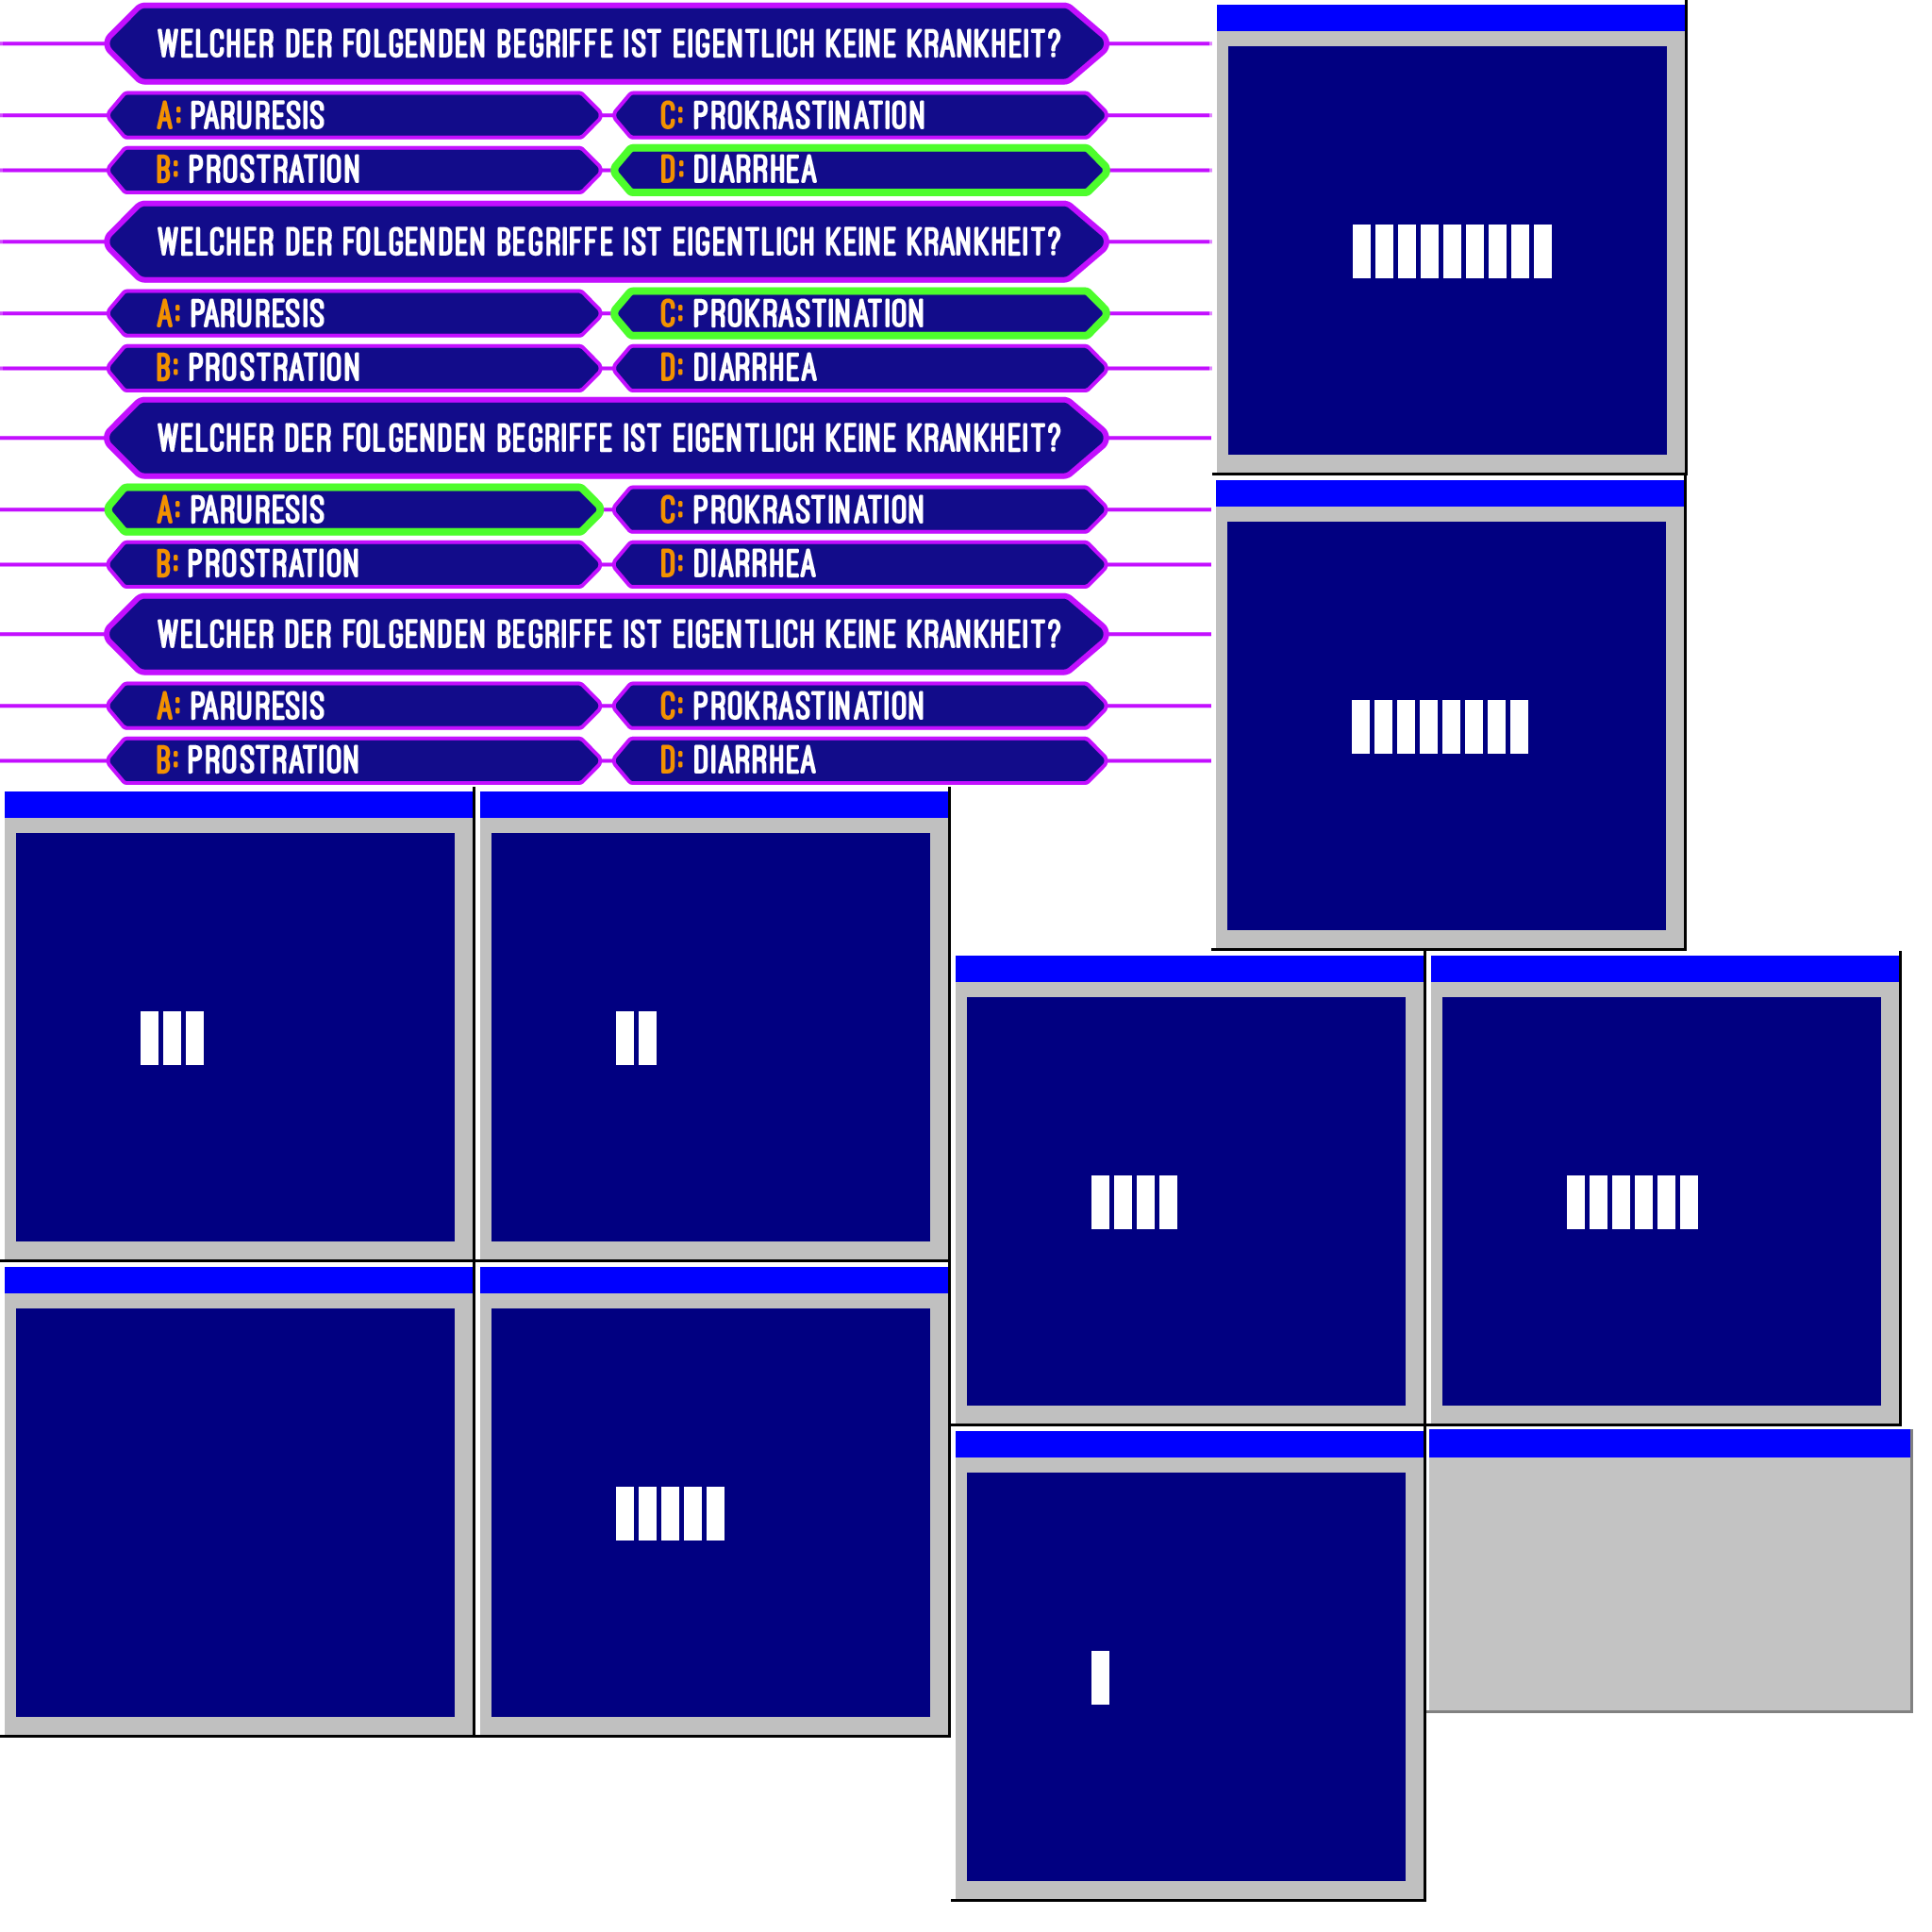 WELCHER DER FOLGENDEN BEGRIFFE IST EIGENTLICH KEINE KRANKHEIT?
A: PARURESIS C: PROKRASTINATION
B: PROSTRATION D: DIARRHEA
WELCHER DER FOLGENDEN BEGRIFFE IST EIGENTLICH KEINE KRANKHEIT?
A: PARURESIS C: PROKRASTINATION
B: PROSTRATION D: DIARRHEA
WELCHER DER FOLGENDEN BEGRIFFE IST EIGENTLICH KEINE KRANKHEIT?
A: PARURESIS C: PROKRASTINATION
B: PROSTRATION D: DIARRHEA
WELCHER DER FOLGENDEN BEGRIFFE IST EIGENTLICH KEINE KRANKHEIT?
A: PARURESIS C: PROKRASTINATION
B: PROSTRATION D: DIARRHEA